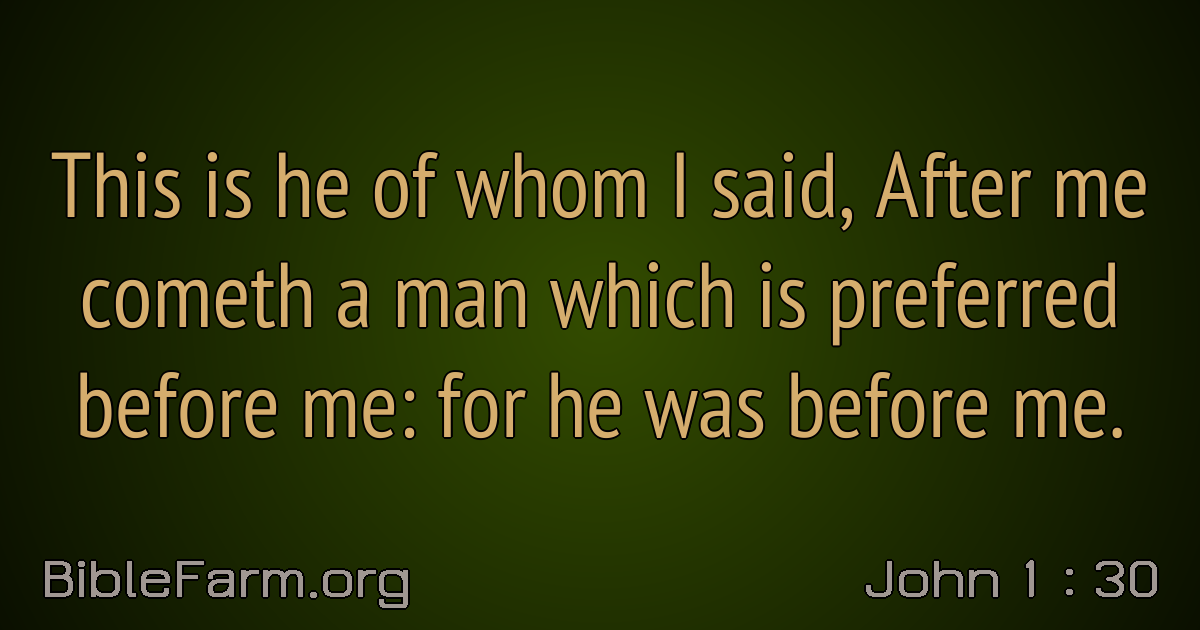 This is he of whom I said, After me
cometh a man which is preferred
before me: for he was before me.
BibleFarm.org
John 1 : 30